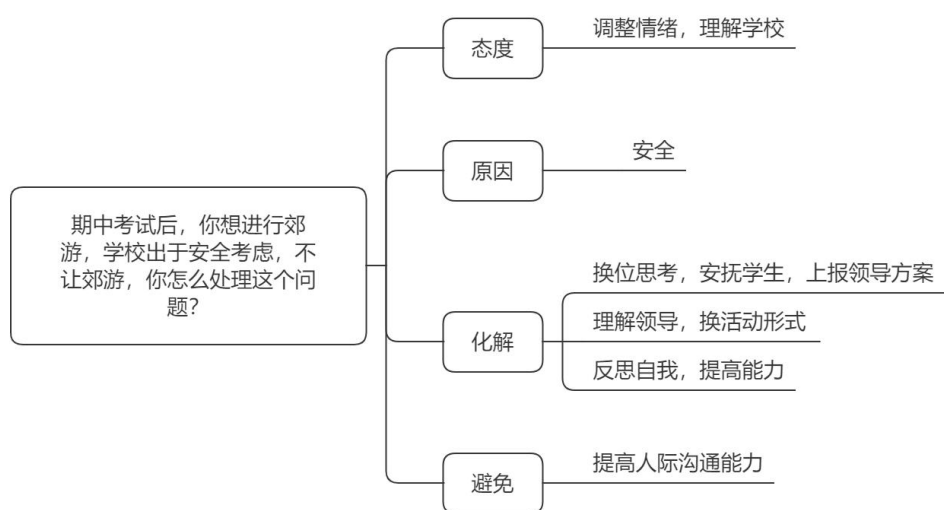 期中考试后，你想进行郊
游，学校出于安全考虑，不
让郊游，你怎么处理这个问
题？
态度
调整情绪，理解学校
原因
安全
化解
换位思考，安抚学生，上报领导方案
理解领导，换活动形式
反思自我，提高能力
避免
提高人际沟通能力